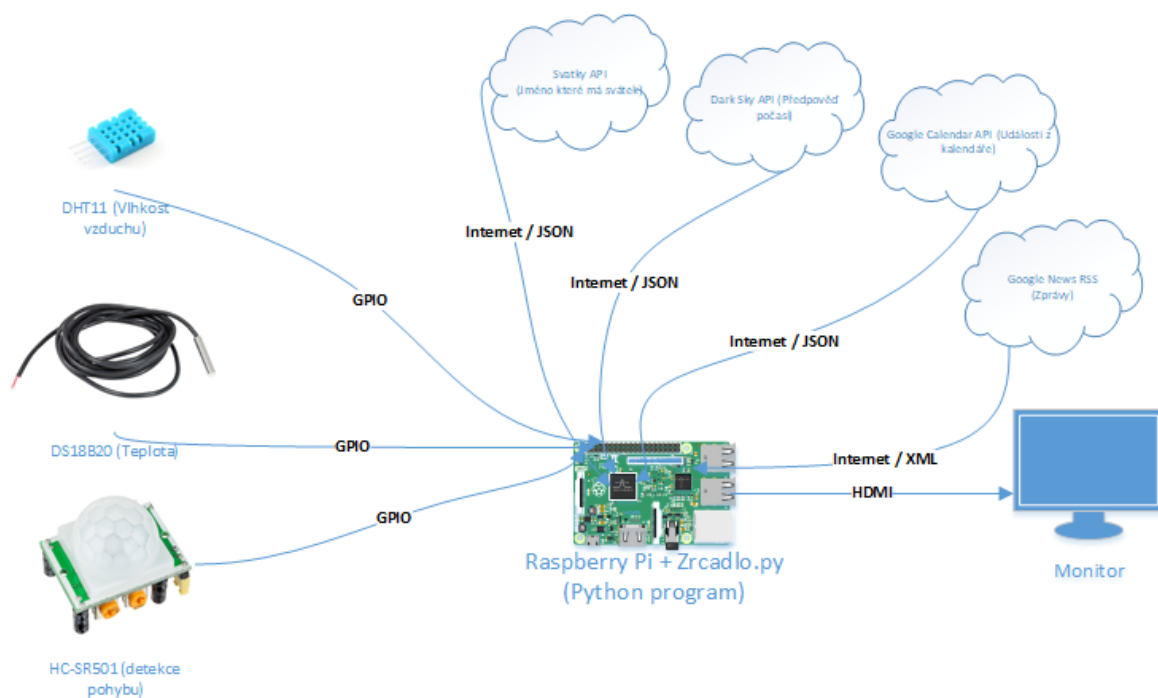 Svatky API
(Jméno které má svátek)
Dark Sky API (Předpověď
počasí)
Google Calendar API (Události z
kalendáře)
Google News RSS
(Zprávy)
DHT11 (Vlhkost
vzduchu)
Internet / JSON
Internet / JSON
GPIO
Internet / JSON
DS18B20 (Teplota)
GPIO
Internet / XML
HDMI
GPIO
Raspberry Pi + Zrcadlo.py
(Python program)
Monitor
HC-SR501 (detekce
pohybu)